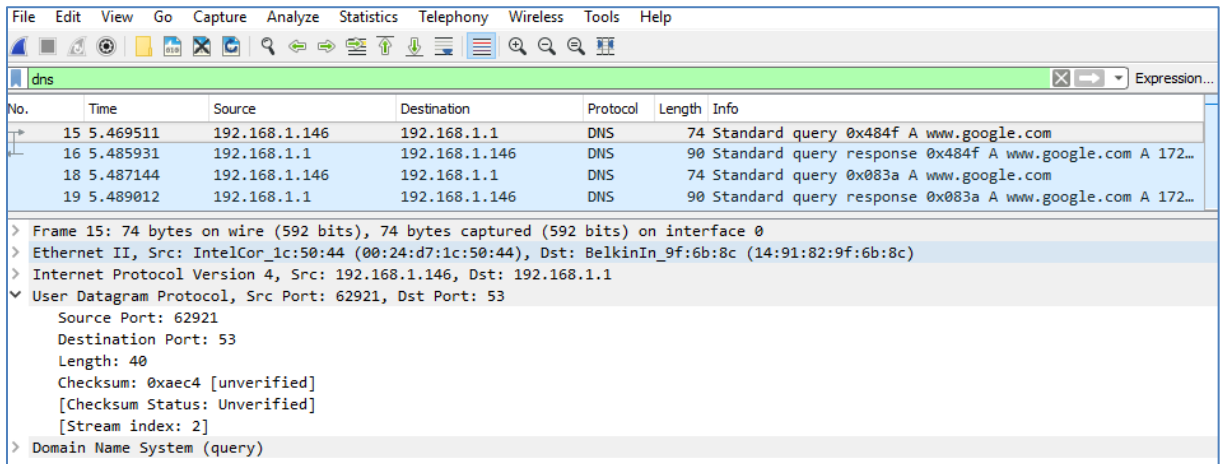 File Edit View Go Capture Analyze Statistics Telephony Wireless Tools Help
dns Expression...
No. Time Source Destination Protocol Length Info
15 5.469511 192.168.1.146 192.168.1.1 DNS 74 Standard query 0x484f A www.google.com
16 5.485931 192.168.1.1 192.168.1.146 DNS 90 Standard query response 0x484f A www.google.com A 172…
18 5.487144 192.168.1.146 192.168.1.1 DNS 74 Standard query 0x083a A www.google.com
19 5.489012 192.168.1.1 192.168.1.146 DNS 90 Standard query response 0x083a A www.google.com A 172…
Frame 15: 74 bytes on wire (592 bits), 74 bytes captured (592 bits) on interface 0
Ethernet II, Src: IntelCor_1c:50:44 (00:24:d7:1c:50:44), Dst: BelkinIn_9f:6b:8c (14:91:82:9f:6b:8c)
Internet Protocol Version 4, Src: 192.168.1.146, Dst: 192.168.1.1
User Datagram Protocol, Src Port: 62921, Dst Port: 53
Source Port: 62921
Destination Port: 53
Length: 40
Checksum: 0xaec4 [unverified]
[Checksum Status: Unverified]
[Stream index: 2]
Domain Name System (query)